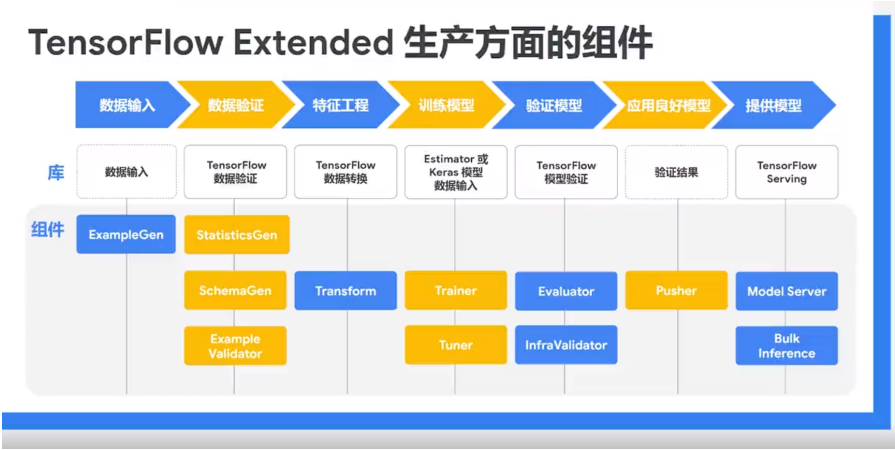 TensorFlow Extended 生产方面的组件
数据输入
数据验证
特征工程
训练模型
验证模型
应用良好模型
提供模型
库
数据输入
TensorFlow
数据验证
TensorFlow
数据转换
Estimator 或
Keras 模型
数据输入
TensorFlow
模型验证
验证结果
TensorFlow
Serving
组件
ExampleGen
StatisticsGen
SchemaGen
Transform
Trainer
Evaluator
Pusher
Model Server
Example
Validator
Tuner
InfraValidator
Bulk
Inference